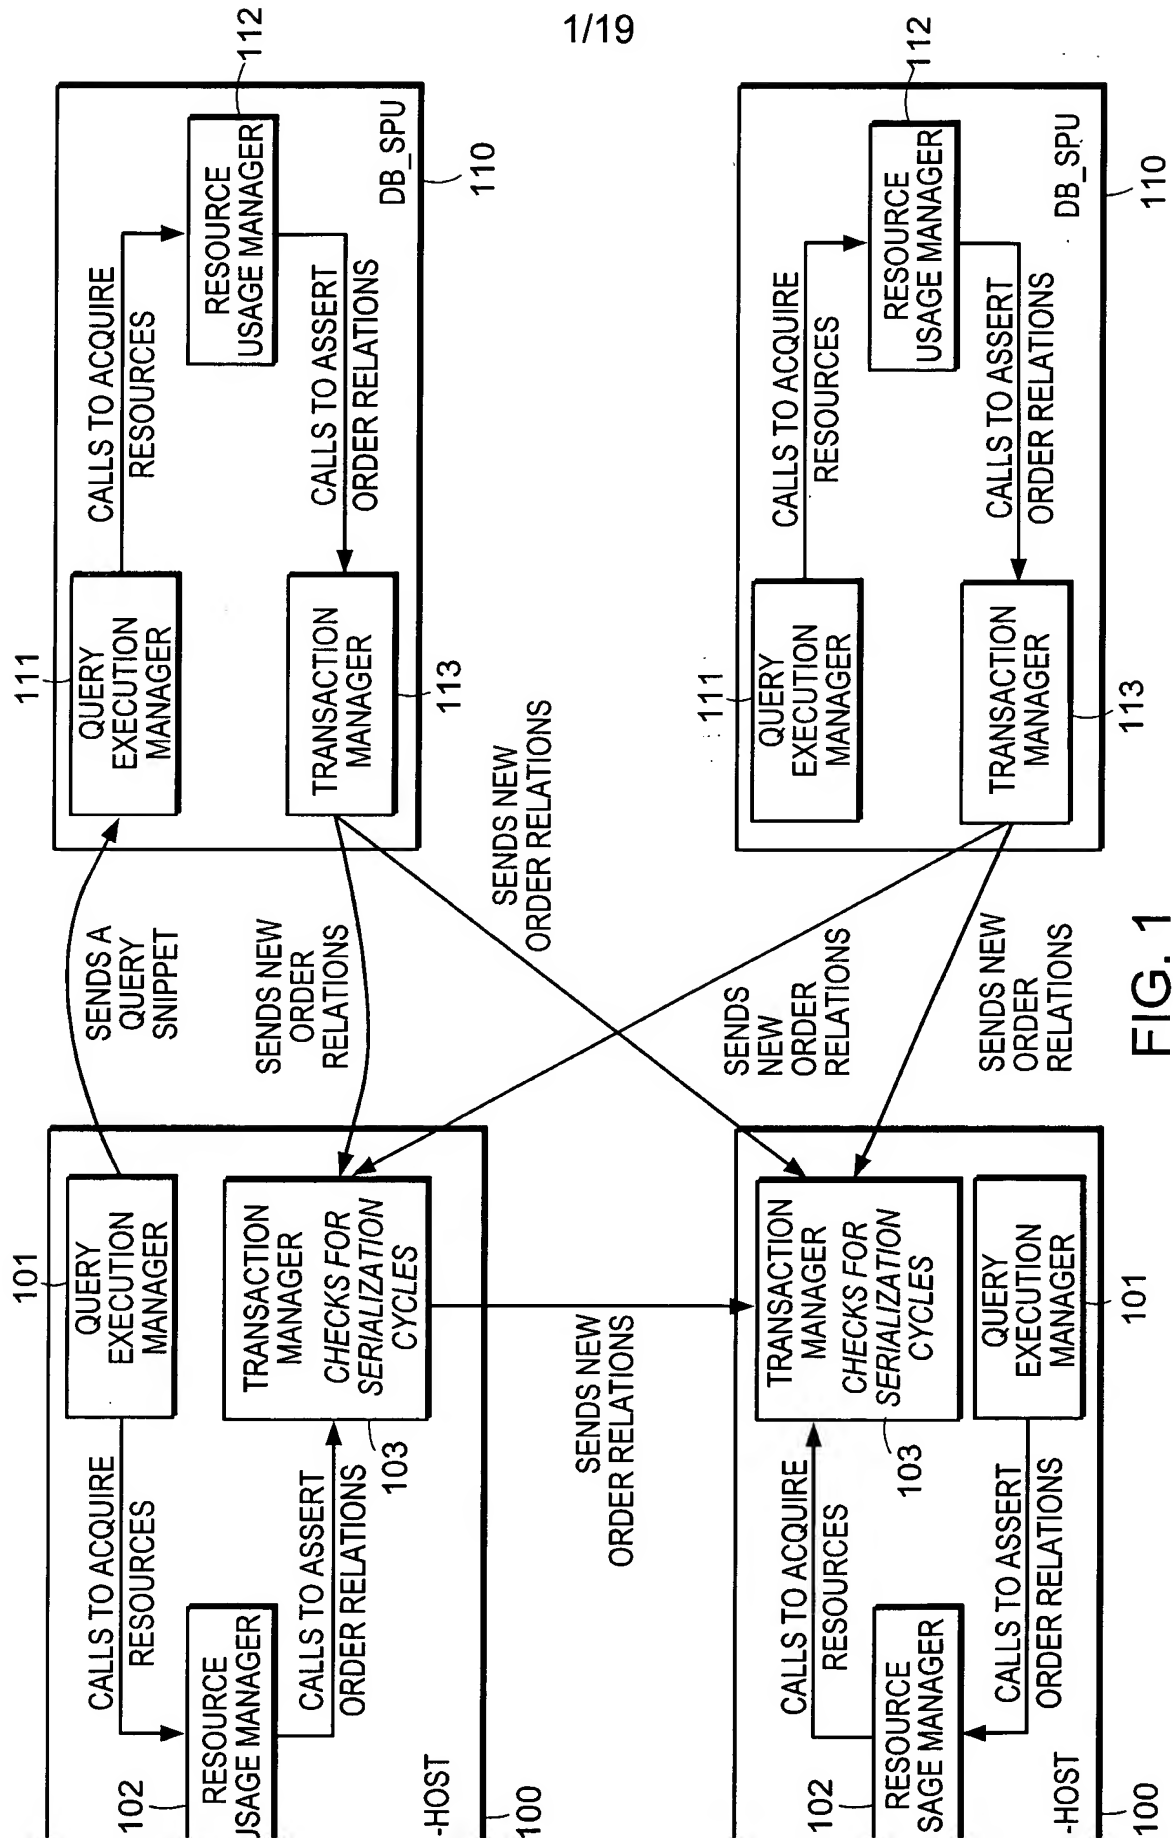 1/19
112
RESOURCE
USAGE MANAGER
DB_SPU
110
CALLS TO ACQUIRE
RESOURCES
CALLS TO ASSERT
ORDER RELATIONS
111
QUERY
EXECUTION
MANAGER
TRANSACTION
MANAGER
113
SENDS A
QUERY
SNIPPET
SENDS NEW
ORDER
RELATIONS
SENDS NEW
ORDER RELATIONS
101
QUERY
EXECUTION
MANAGER
TRANSACTION
MANAGER
CHECKS FOR
SERIALIZATION
CYCLES
103
CALLS TO ACQUIRE
RESOURCES
CALLS TO ASSERT
ORDER RELATIONS
102
RESOURCE
USAGE MANAGER
-HOST
100
SENDS NEW
ORDER RELATIONS
112
RESOURCE
USAGE MANAGER
DB_SPU
110
CALLS TO ACQUIRE
RESOURCES
CALLS TO ASSERT
ORDER RELATIONS
111
QUERY
EXECUTION
MANAGER
TRANSACTION
MANAGER
113
SENDS
NEW
ORDER
RELATIONS
SENDS NEW
ORDER
RELATIONS
TRANSACTION
MANAGER
CHECKS FOR
SERIALIZATION
CYCLES
103
QUERY
EXECUTION
MANAGER
101
CALLS TO ACQUIRE
RESOURCES
CALLS TO ASSERT
ORDER RELATIONS
102
RESOURCE
SAGE MANAGER
-HOST
100
FIG. 1